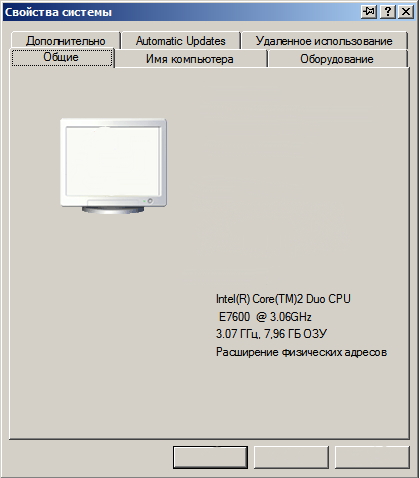 Свойства системы
Дополнительно Automatic Updates Удаленное использование
Общие Имя компьютера Оборудование
Intel(R) Core(TM)2 Duo CPU
E7600 @ 3.06GHz
3.07 ГГц, 7,96 ГБ ОЗУ
Расширение физических адресов